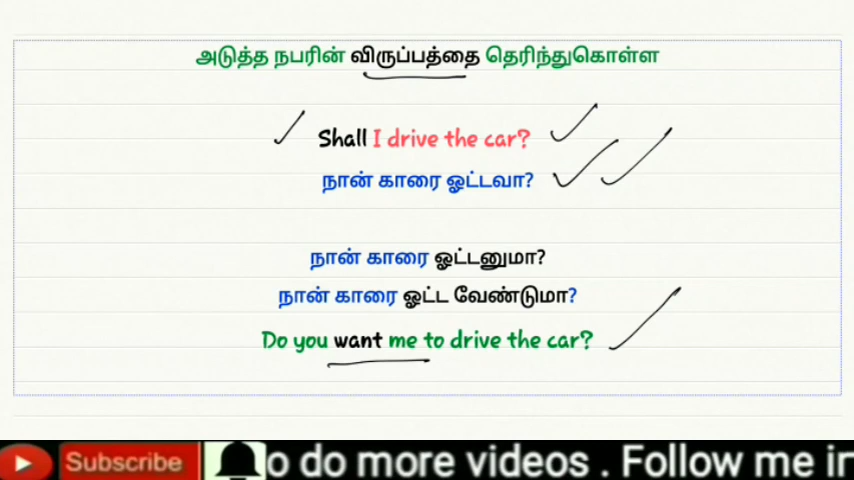 அடுத்த நபரின் விருப்பத்தை தெரிந்துகொள்ள
Shall I drive the car?
நான் காரை ஓட்டவா?
நான் காரை ஓட்டனுமா?
நான் காரை ஓட்ட வேண்டுமா?
Do you want me to drive the car?
Subscribe
o do more videos . Follow me in